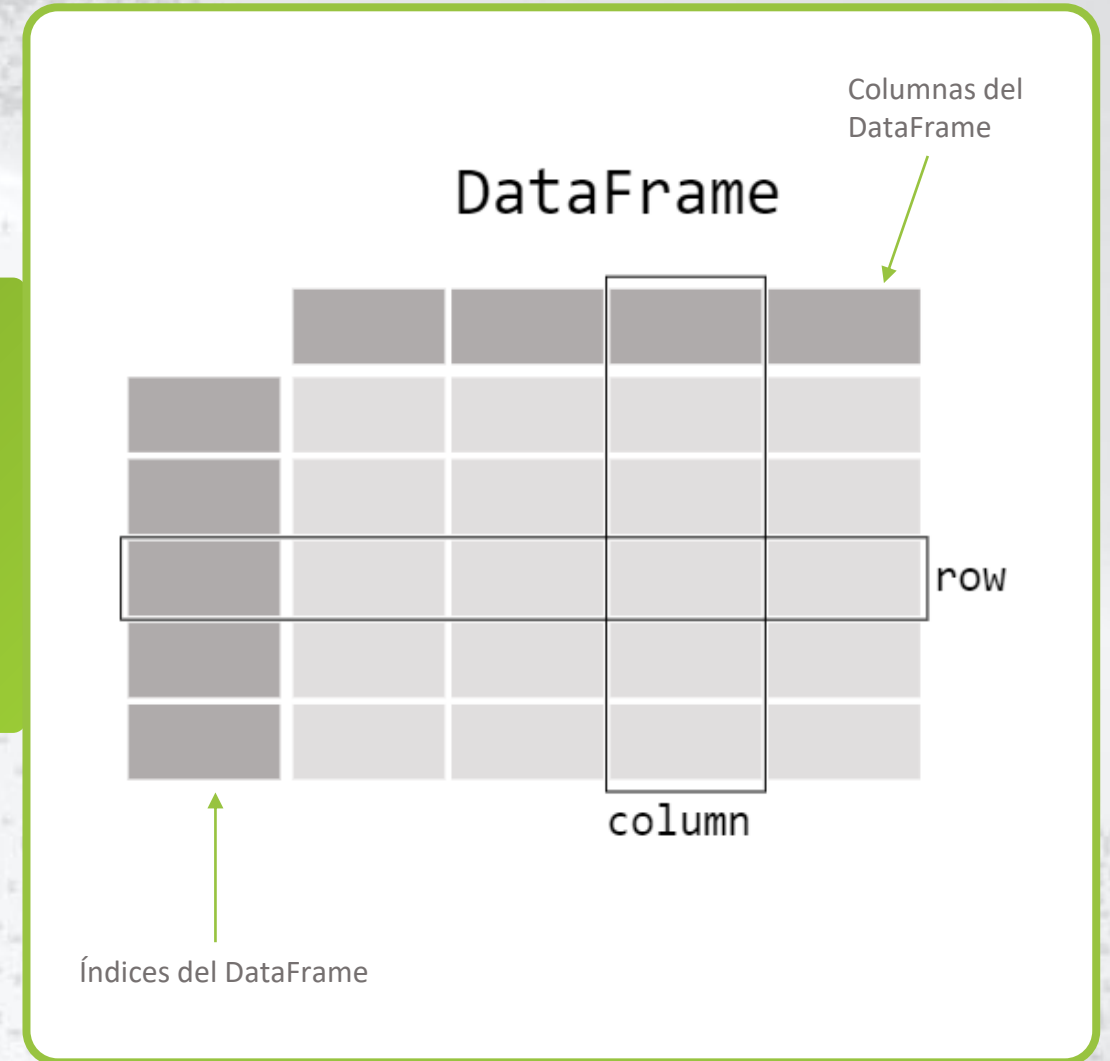 Columnas del
DataFrame
DataFrame
row
column
Índices del DataFrame